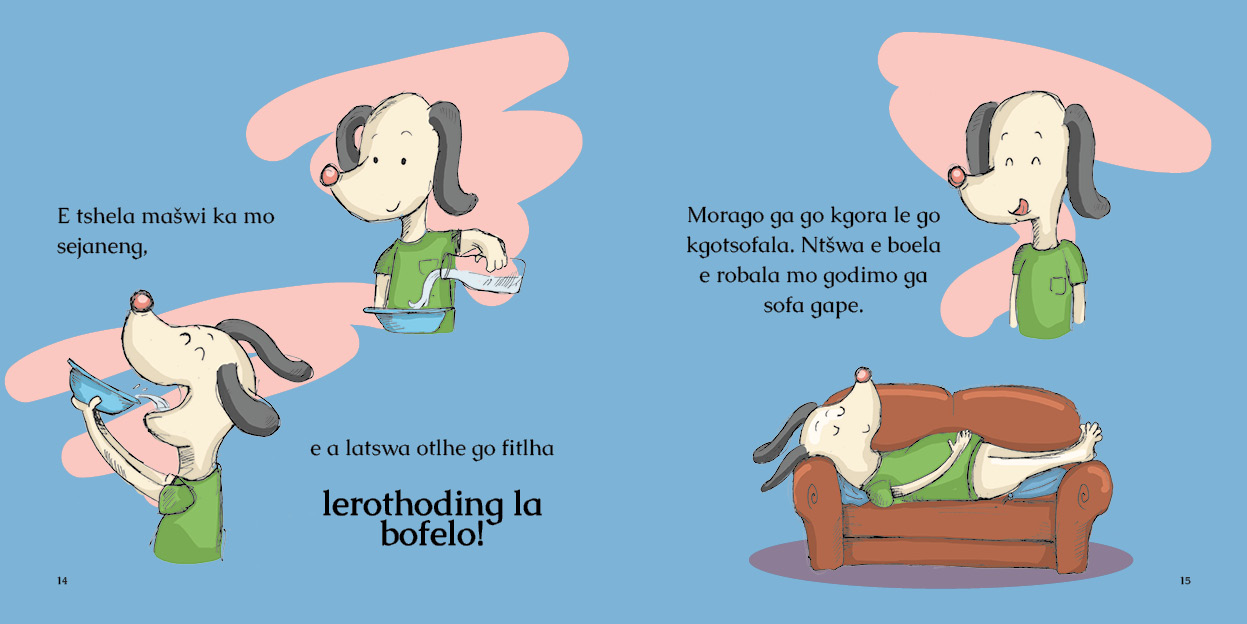 E tshela mašwi ka mo
sejaneng,
e a latswa otlhe go fitlha
lerothoding la
bofelo!
14
Morago ga go kgora le go
kgotsofala. Ntšwa e boela
e robala mo godimo ga
sofa gape.
15